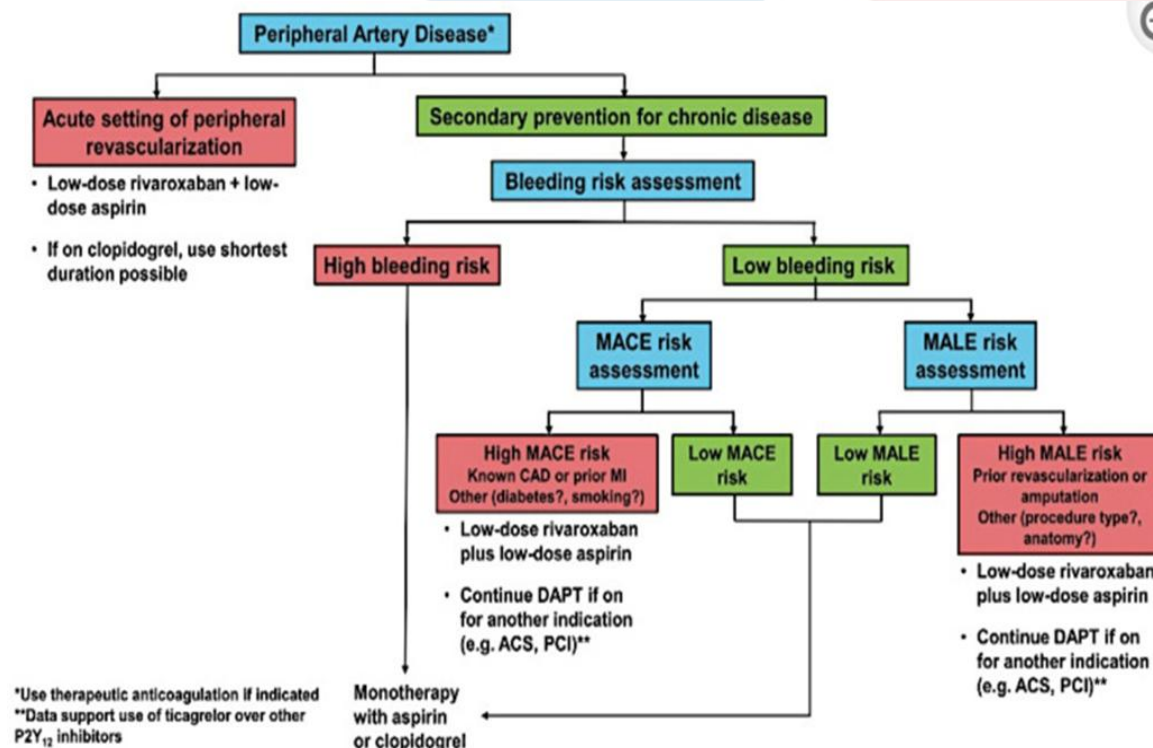 Peripheral Artery Disease*
Acute setting of peripheral
revascularization
• Low-dose rivaroxaban + low-
dose aspirin
• If on clopidogrel, use shortest
duration possible
Secondary prevention for chronic disease
Bleeding risk assessment
High bleeding risk
Low bleeding risk
MACE risk
assessment
MALE risk
assessment
High MACE risk
Known CAD or prior MI
Other (diabetes?, smoking?)
• Low-dose rivaroxaban
plus low-dose aspirin
• Continue DAPT if on
for another indication
(e.g. ACS, PCI)**
Low MACE
risk
Low MALE
risk
High MALE risk
Prior revascularization or
amputation
Other (procedure type?,
anatomy?)
• Low-dose rivaroxaban
plus low-dose aspirin
• Continue DAPT if on
for another indication
(e.g. ACS, PCI)**
Monotherapy
with aspirin
or clopidogrel
*Use therapeutic anticoagulation if indicated
**Data support use of ticagrelor over other
P2Y₁₂ inhibitors